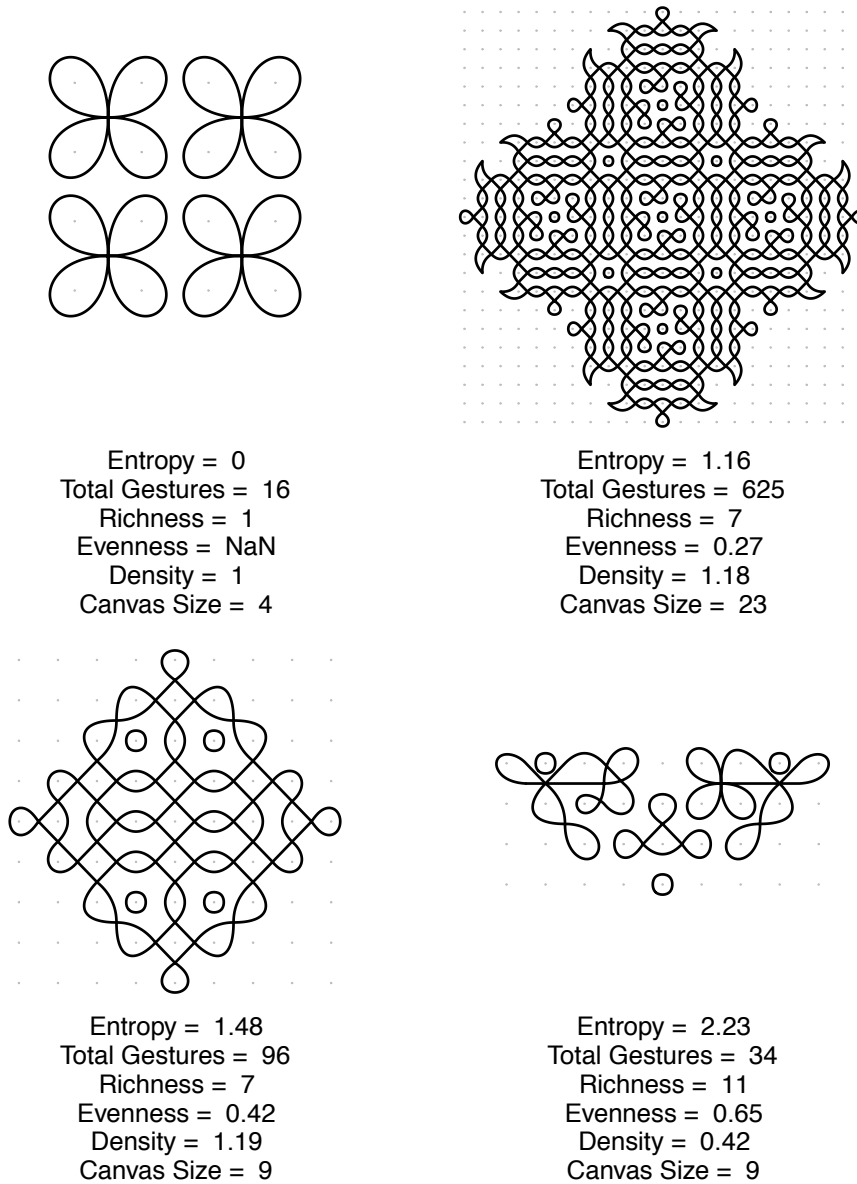 Entropy = 0
Total Gestures = 16
Richness = 1
Evenness = NaN
Density = 1
Canvas Size = 4
Entropy = 1.16
Total Gestures = 625
Richness = 7
Evenness = 0.27
Density = 1.18
Canvas Size = 23
Entropy = 1.48
Total Gestures = 96
Richness = 7
Evenness = 0.42
Density = 1.19
Canvas Size = 9
Entropy = 2.23
Total Gestures = 34
Richness = 11
Evenness = 0.65
Density = 0.42
Canvas Size = 9